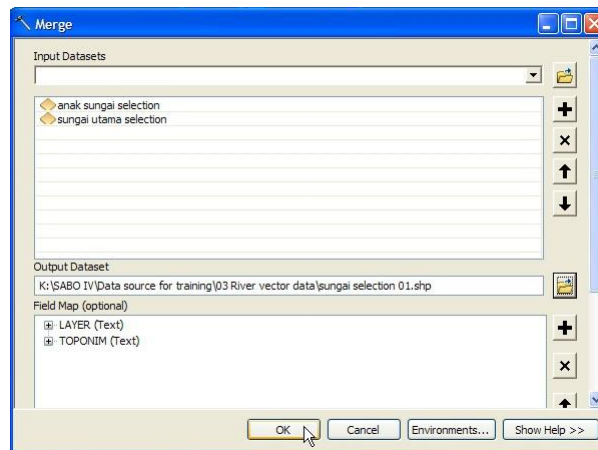 Merge
Input Datasets
anak sungai selection
sungai utama selection
Output Dataset
K:\SABO IV\Data source for training\03 River vector data\sungai selection 01.shp
Field Map (optional)
LAYER (Text)
TOPONIM (Text)
OK Cancel Environments... Show Help >>